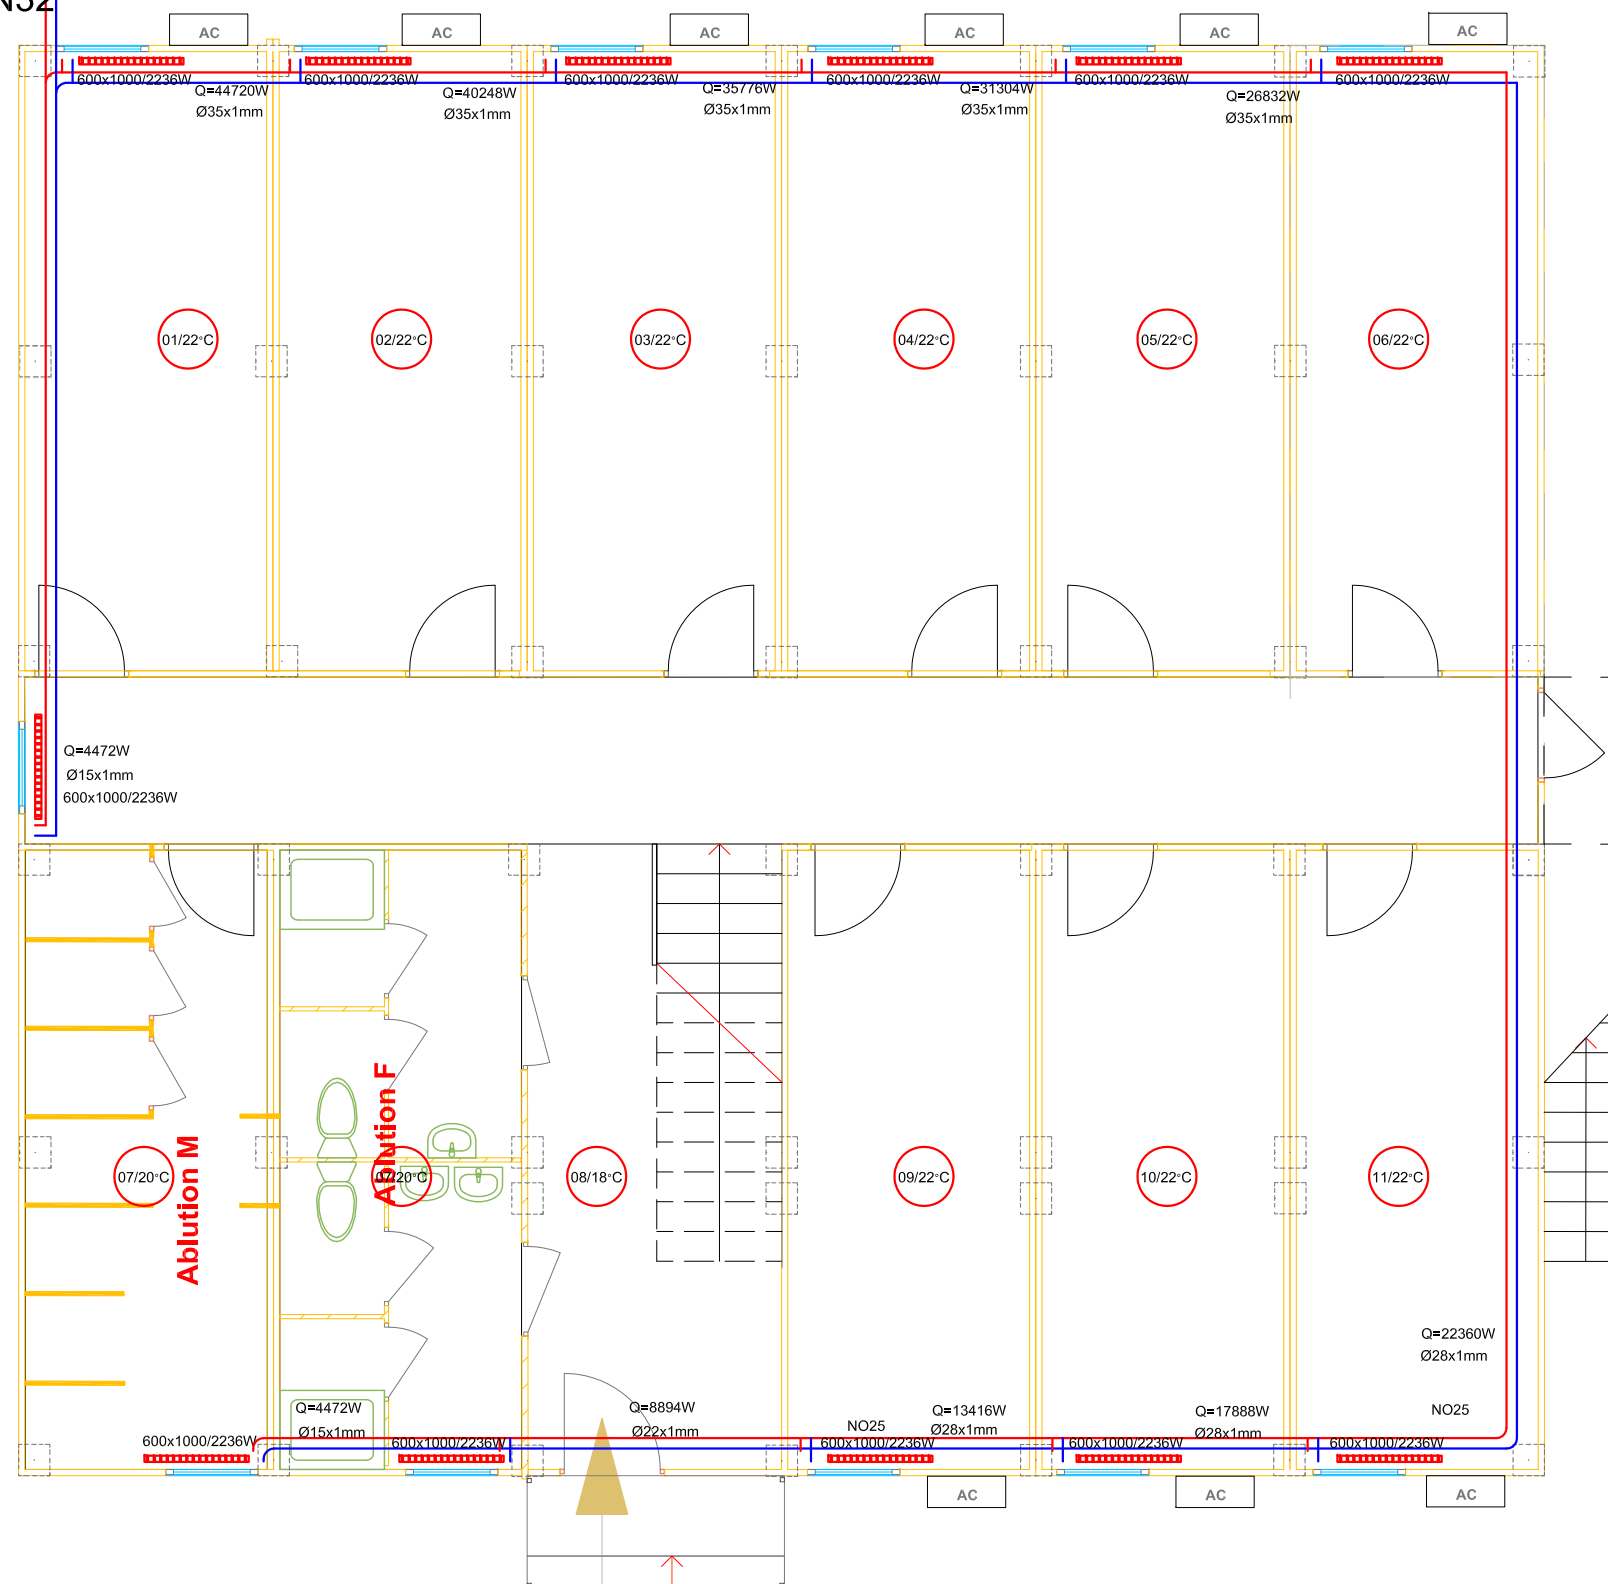 N32
AC
AC
AC
AC
AC
AC
600x1000/2236W
600x1000/2236W
600x1000/2236W
600x1000/2236W
600x1000/2236W
600x1000/2236W
Q=44720W
Ø35x1mm
Q=40248W
Ø35x1mm
Q=35776W
Ø35x1mm
Q=31304W
Ø35x1mm
Q=26832W
Ø35x1mm
01/22°C
02/22°C
03/22°C
04/22°C
05/22°C
06/22°C
Q=4472W
Ø15x1mm
600x1000/2236W
Ablution M
Ablution F
07/20°C
07/20°C
08/18°C
09/22°C
10/22°C
11/22°C
Q=22360W
Ø28x1mm
Q=4472W
Ø15x1mm
Q=8894W
Ø22x1mm
NO25
Q=13416W
Ø28x1mm
Q=17888W
Ø28x1mm
NO25
600x1000/2236W
600x1000/2236W
600x1000/2236W
600x1000/2236W
600x1000/2236W
AC
AC
AC